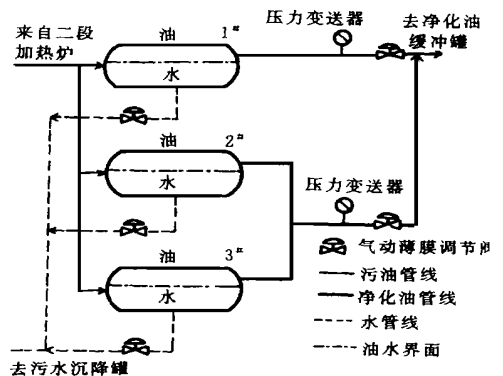 来自二段
加热炉
油
1#
水
压力变送器
去净化油
缓冲罐
油
2#
水
压力变送器
油
3#
水
气动薄膜调节阀
污油管线
净化油管线
水管线
油水界面
去污水沉降罐